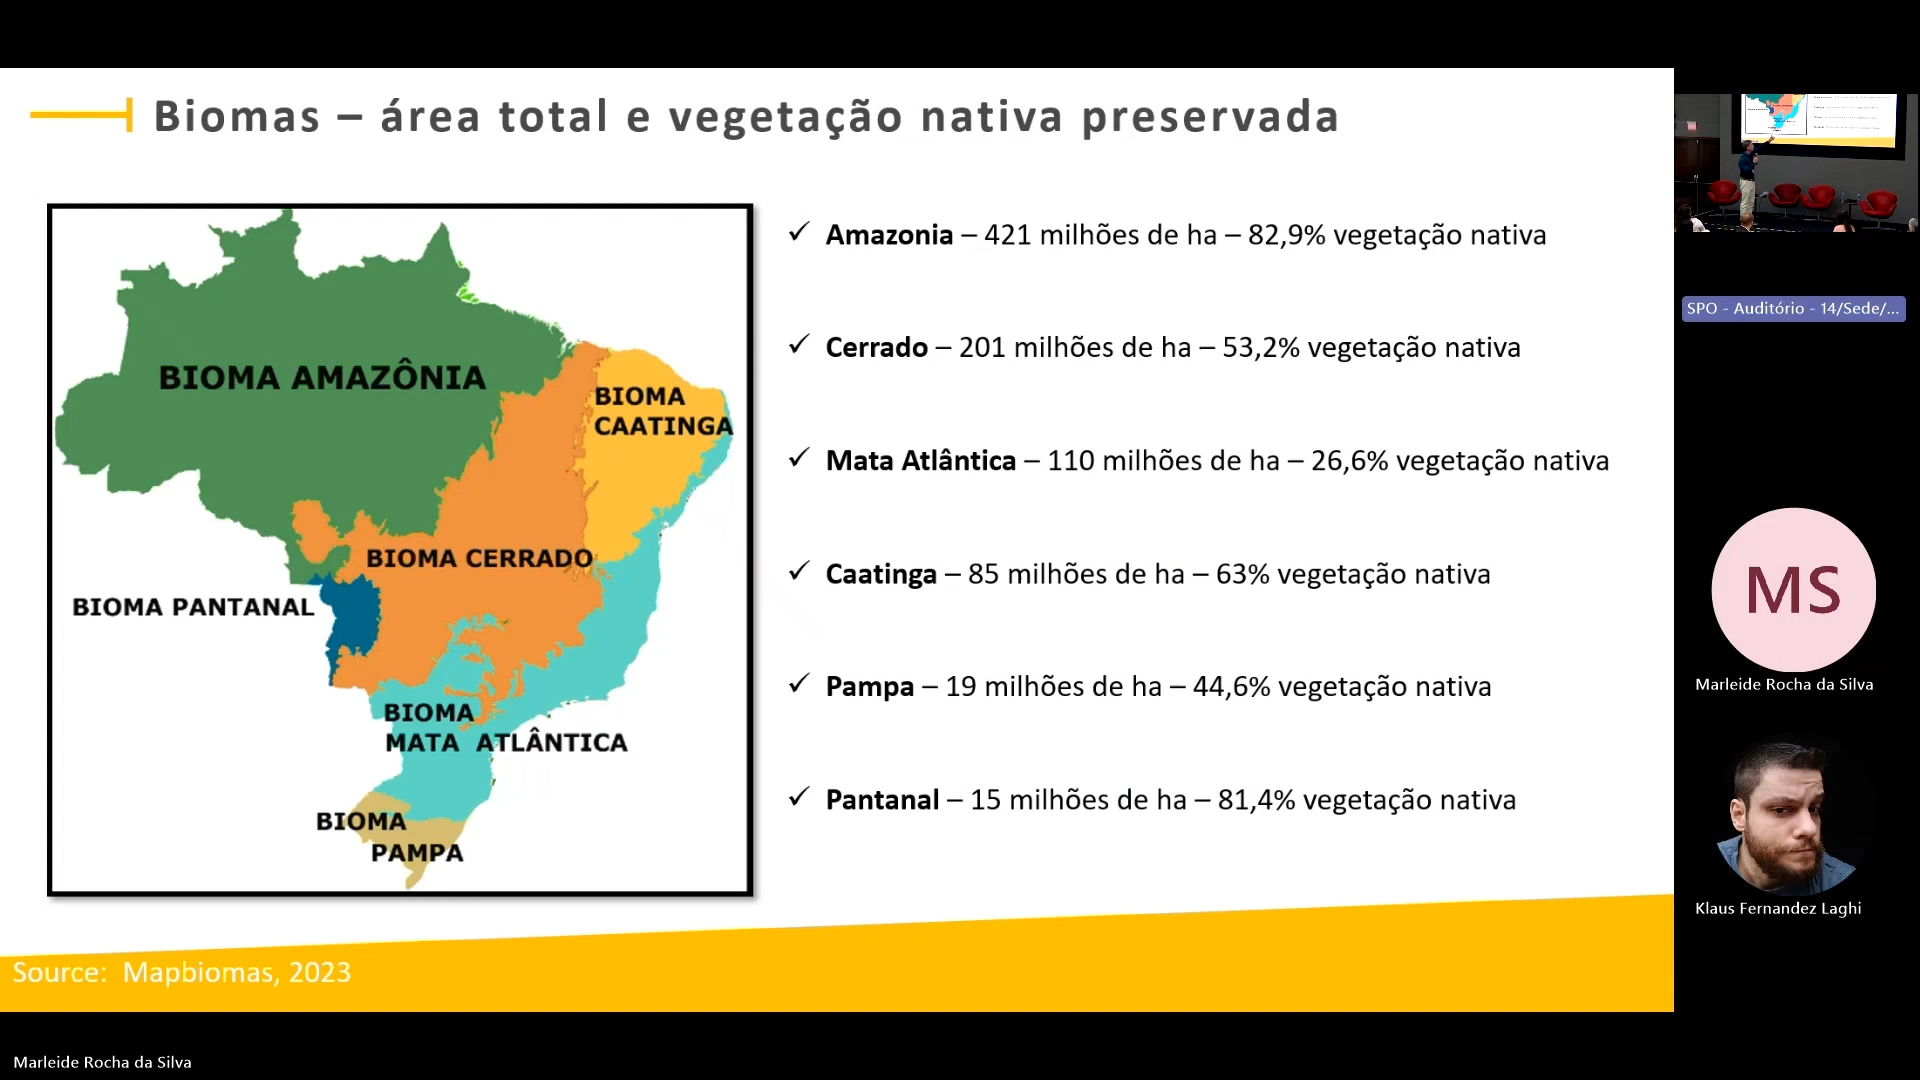 Biomas – área total e vegetação nativa preservada
BIOMA AMAZÔNIA
BIOMA
CAATINGA
BIOMA CERRADO
BIOMA PANTANAL
BIOMA
MATA ATLÂNTICA
BIOMA
PAMPA
✓ Amazonia – 421 milhões de ha – 82,9% vegetação nativa
✓ Cerrado – 201 milhões de ha – 53,2% vegetação nativa
✓ Mata Atlântica – 110 milhões de ha – 26,6% vegetação nativa
✓ Caatinga – 85 milhões de ha – 63% vegetação nativa
✓ Pampa – 19 milhões de ha – 44,6% vegetação nativa
✓ Pantanal – 15 milhões de ha – 81,4% vegetação nativa
Source: Mapbiomas, 2023
SPO - Auditório - 14/Sede/...
MS
Marleide Rocha da Silva
Klaus Fernandez Laghi
Marleide Rocha da Silva